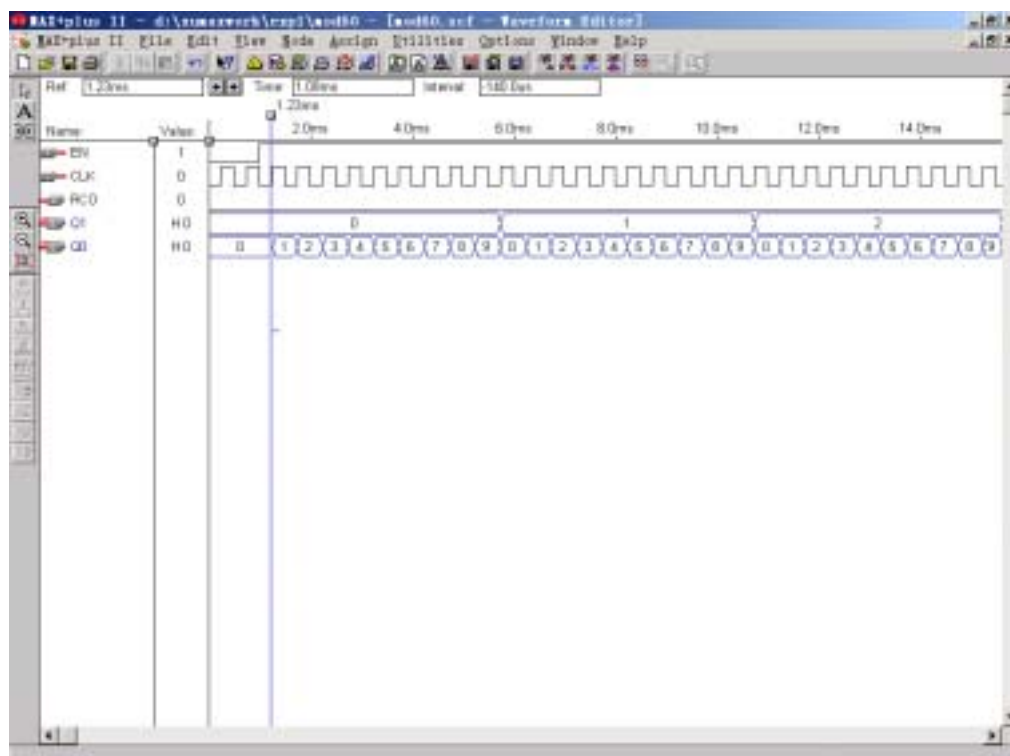 MAX+plus II - d:\sumaxwork\exp1\mod60 - [mod60.scf - Waveform Editor]
MAX+plus II File Edit View Node Assign Utilities Options Window Help
Ref: 1.23ms Time: 1.08ms Interval: -140.0us
1.23ms
Name: Value: 2.0ms 4.0ms 6.0ms 8.0ms 10.0ms 12.0ms 14.0ms
EN 1
CLK 0
RCO 0
Q1 H 0 0 1 2
Q0 H 0 0 1 2 3 4 5 6 7 8 9 0 1 2 3 4 5 6 7 8 9 0 1 2 3 4 5 6 7 8 9